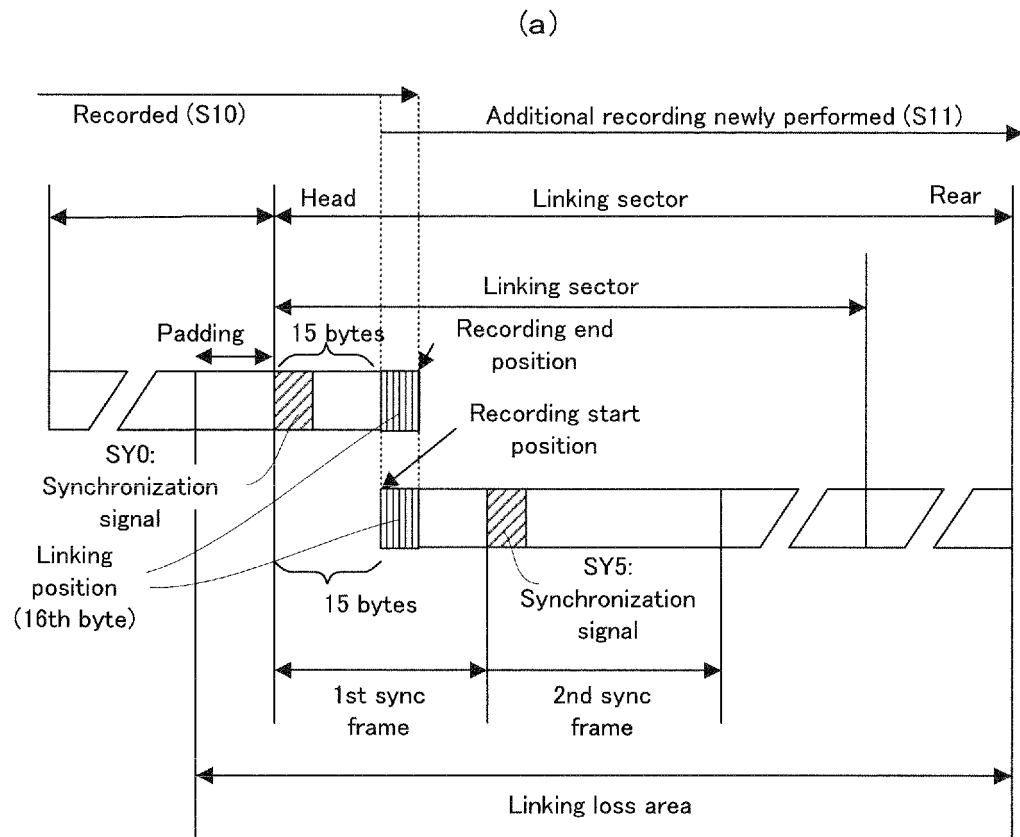 (a)
Recorded (S10)
Additional recording newly performed (S11)
Head
Linking sector
Rear
Linking sector
Padding
15 bytes
Recording end
position
Recording start
position
SY0:
Synchronization
signal
Linking
position
(16th byte)
15 bytes
SY5:
Synchronization
signal
1st sync
frame
2nd sync
frame
Linking loss area